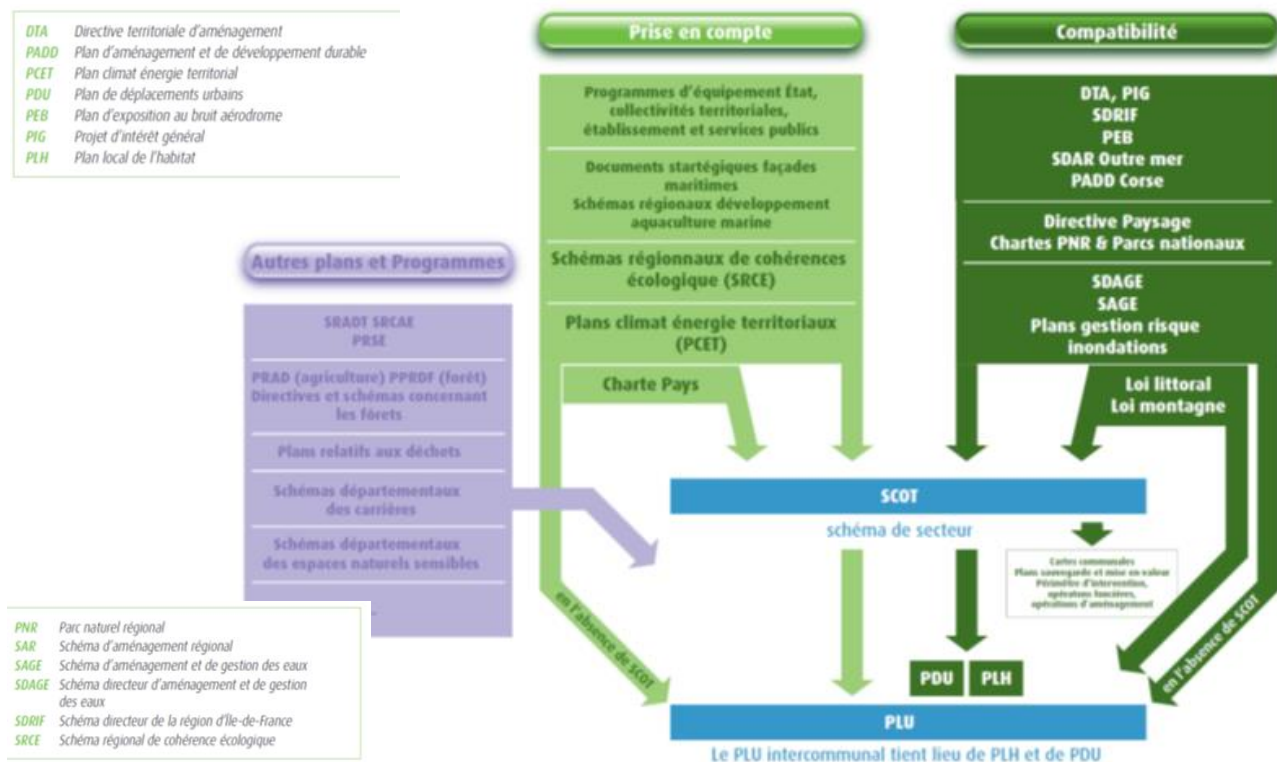 DTA Directive territoriale d'aménagement
PADD Plan d'aménagement et de développement durable
PCET Plan climat énergie territorial
PDU Plan de déplacements urbains
PEB Plan d'exposition au bruit aérodrome
PIG Projet d'intérêt général
PLH Plan local de l'habitat
Prise en compte
Programmes d'équipement État,
collectivités territoriales,
établissement et services publics
Documents startégiques façades
maritimes
Schémas régionaux développement
aquaculture marine
Schémas régionnaux de cohérences
écologique (SRCE)
Plans climat énergie territoriaux
(PCET)
Charte Pays
Compatibilité
DTA, PIG
SDRIF
PEB
SDAR Outre mer
PADD Corse
Directive Paysage
Chartes PNR & Parcs nationaux
SDAGE
SAGE
Plans gestion risque
inondations
Loi littoral
Loi montagne
Autres plans et Programmes
SRADT SRCAE
PRSE
PRAD (agriculture) PPRDF (forêt)
Directives et schémas concernant
les fôrets
Plans relatifs aux déchets
Schémas départementaux
des carrières
Schémas départementaux
des espaces naturels sensibles
SCOT
schéma de secteur
Cartes communales
Plans sauvegarde et mise en valeur
Périmètre d'intervention,
opératons foncières,
opérations d'aménagement
en l'absence de SCOT
en l'absence de SCOT
PDU
PLH
PLU
Le PLU intercommunal tient lieu de PLH et de PDU
PNR Parc naturel régional
SAR Schéma d'aménagement régional
SAGE Schéma d'aménagement et de gestion des eaux
SDAGE Schéma directeur d'aménagement et de gestion
des eaux
SDRIF Schéma directeur de la région d'Île-de-France
SRCE Schéma régional de cohérence écologique